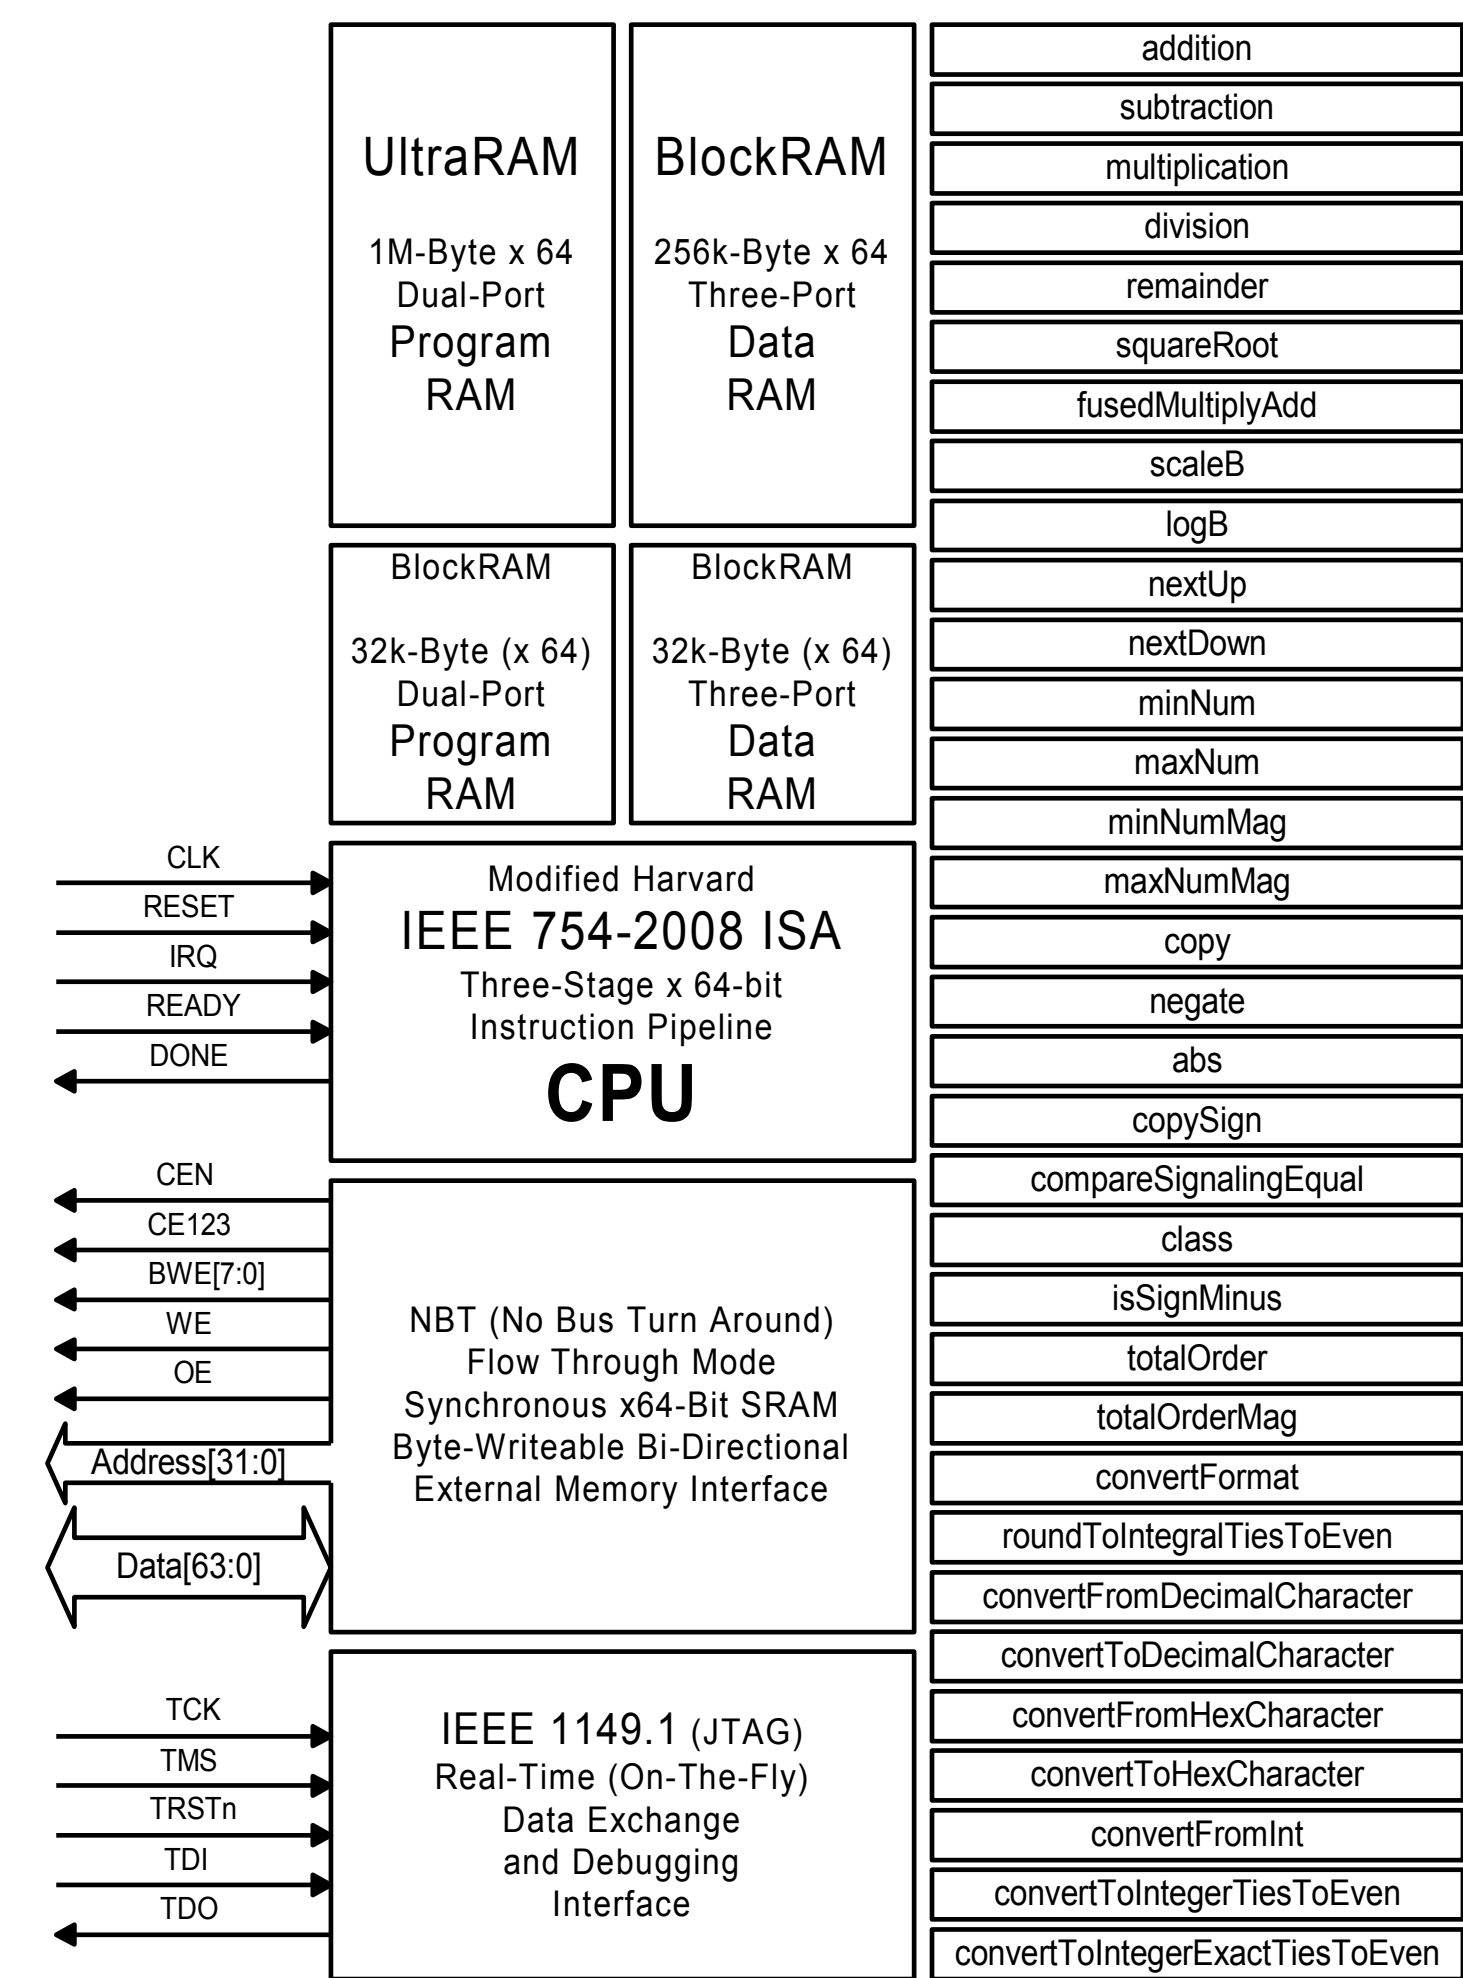 UltraRAM
1M-Byte x 64
Dual-Port
Program
RAM
BlockRAM
256k-Byte x 64
Three-Port
Data
RAM
BlockRAM
32k-Byte (x 64)
Dual-Port
Program
RAM
BlockRAM
32k-Byte (x 64)
Three-Port
Data
RAM
CLK
RESET
IRQ
READY
DONE
Modified Harvard
IEEE 754-2008 ISA
Three-Stage x 64-bit
Instruction Pipeline
CPU
CEN
CE123
BWE[7:0]
WE
OE
Address[31:0]
Data[63:0]
NBT (No Bus Turn Around)
Flow Through Mode
Synchronous x64-Bit SRAM
Byte-Writeable Bi-Directional
External Memory Interface
TCK
TMS
TRSTn
TDI
TDO
IEEE 1149.1 (JTAG)
Real-Time (On-The-Fly)
Data Exchange
and Debugging
Interface
addition
subtraction
multiplication
division
remainder
squareRoot
fusedMultiplyAdd
scaleB
logB
nextUp
nextDown
minNum
maxNum
minNumMag
maxNumMag
copy
negate
abs
copySign
compareSignalingEqual
class
isSignMinus
totalOrder
totalOrderMag
convertFormat
roundToIntegralTiesToEven
convertFromDecimalCharacter
convertToDecimalCharacter
convertFromHexCharacter
convertToHexCharacter
convertFromInt
convertToIntegerTiesToEven
convertToIntegerExactTiesToEven